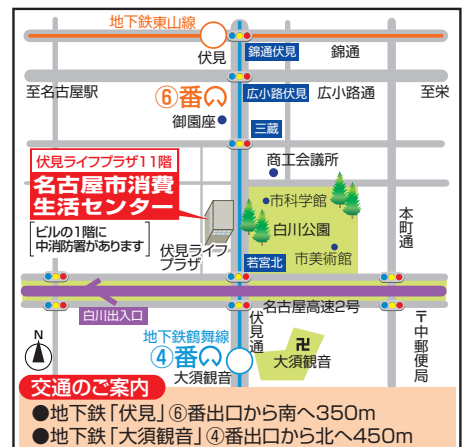 地下鉄東山線
伏見
錦通伏見
錦通
至名古屋駅
⑥番
広小路伏見
広小路通
至栄
御園座
三蔵
伏見ライフプラザ11階
名古屋市消費
生活センター
ビルの1階に
中消防署があります
商工会議所
市科学館
白川公園
市美術館
本町通
伏見ライフ
プラザ
若宮北
名古屋高速2号
白川出入口
伏見通
N
地下鉄鶴舞線
④番
大須観音
卍
大須観音
〒中郵便局
交通のご案内
●地下鉄「伏見」⑥番出口から南へ350m
●地下鉄「大須観音」④番出口から北へ450m